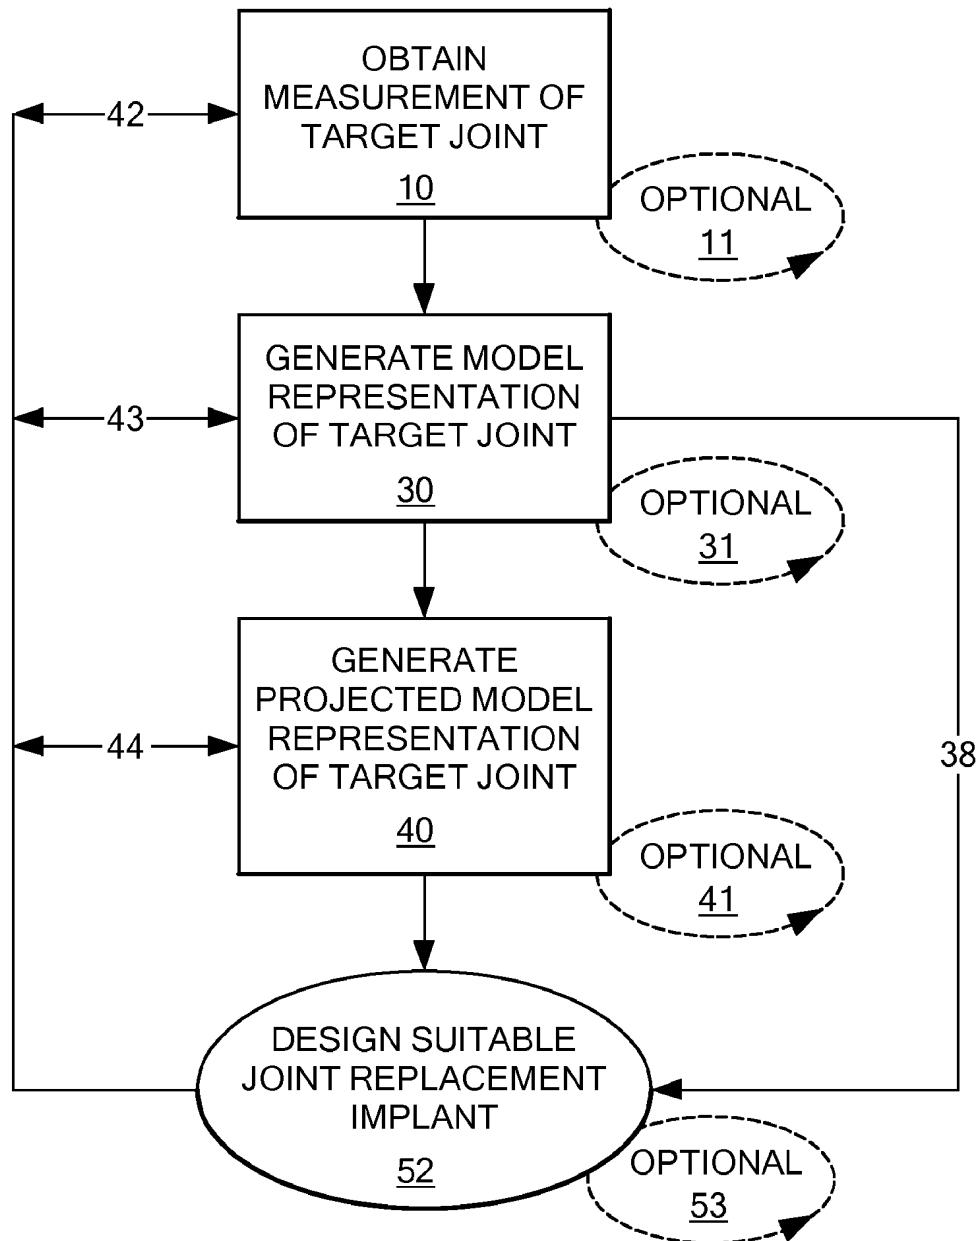 OBTAIN
MEASUREMENT OF
TARGET JOINT
10
42
OPTIONAL
11
GENERATE MODEL
REPRESENTATION
OF TARGET JOINT
30
43
OPTIONAL
31
GENERATE
PROJECTED MODEL
REPRESENTATION
OF TARGET JOINT
40
44
38
OPTIONAL
41
DESIGN SUITABLE
JOINT REPLACEMENT
IMPLANT
52
OPTIONAL
53